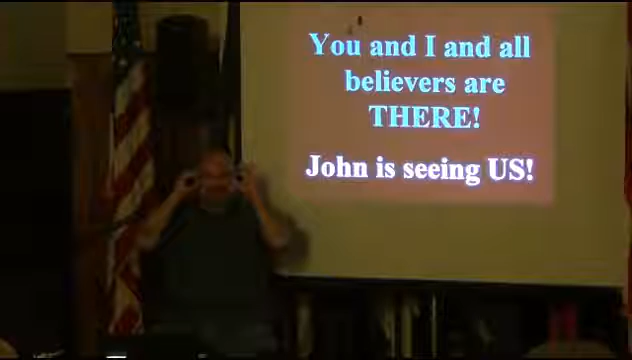 You and I and all
believers are
THERE!
John is seeing US!